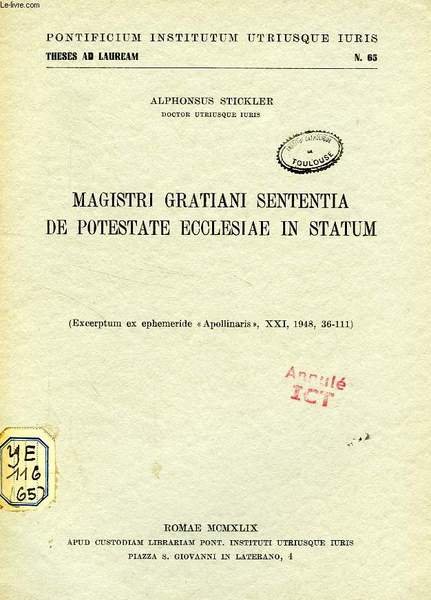 Le-livre.com
PONTIFICIUM INSTITUTUM UTRIUSQUE IURIS
THESES AD LAUREAM N. 65
ALPHONSUS STICKLER
DOCTOR UTRIUSQUE IURIS
TOULOUSE
MAGISTRI GRATIANI SENTENTIA
DE POTESTATE ECCLESIAE IN STATUM
(Excerptum ex ephemeride « Apollinaris », XXI, 1948, 36-111)
Annulé
ICT
YE
116
(65)
ROMAE MCMXLIX
APUD CUSTODIAM LIBRARIAM PONT. INSTITUTI UTRIUSQUE IURIS
PIAZZA S. GIOVANNI IN LATERANO, 4